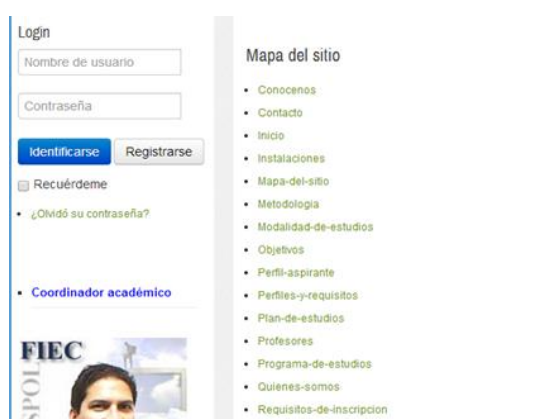 Login
Nombre de usuario
Contraseña
Identificarse Registrarse
Recuérdeme
¿Olvidó su contraseña?
Coordinador académico
FIEC
ESPOL
Mapa del sitio
Conocenos
Contacto
Inicio
Instalaciones
Mapa-del-sitio
Metodologia
Modalidad-de-estudios
Objetivos
Perfil-aspirante
Perfiles-y-requisitos
Plan-de-estudios
Profesores
Programa-de-estudios
Quienes-somos
Requisitos-de-inscripcion